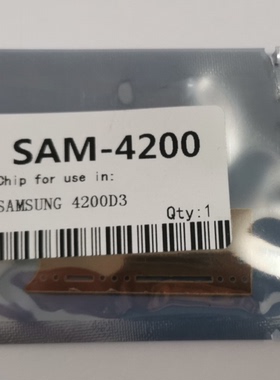 SAM-4200
Chip for use in:
SAMSUNG 4200D3
Qty:1